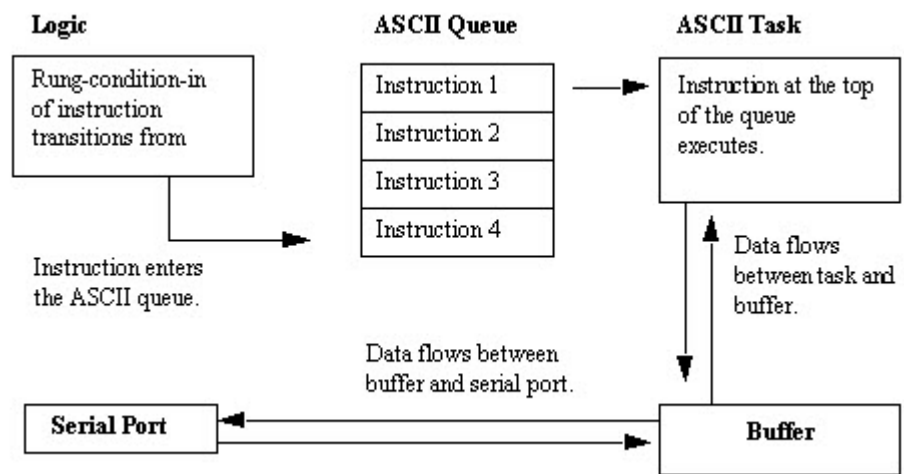 Logic
ASCII Queue
ASCII Task
Rung-condition-in
of instruction
transitions from
Instruction 1
Instruction 2
Instruction 3
Instruction 4
Instruction at the top
of the queue
executes.
Instruction enters
the ASCII queue.
Data flows
between task and
buffer.
Data flows between
buffer and serial port.
Serial Port
Buffer